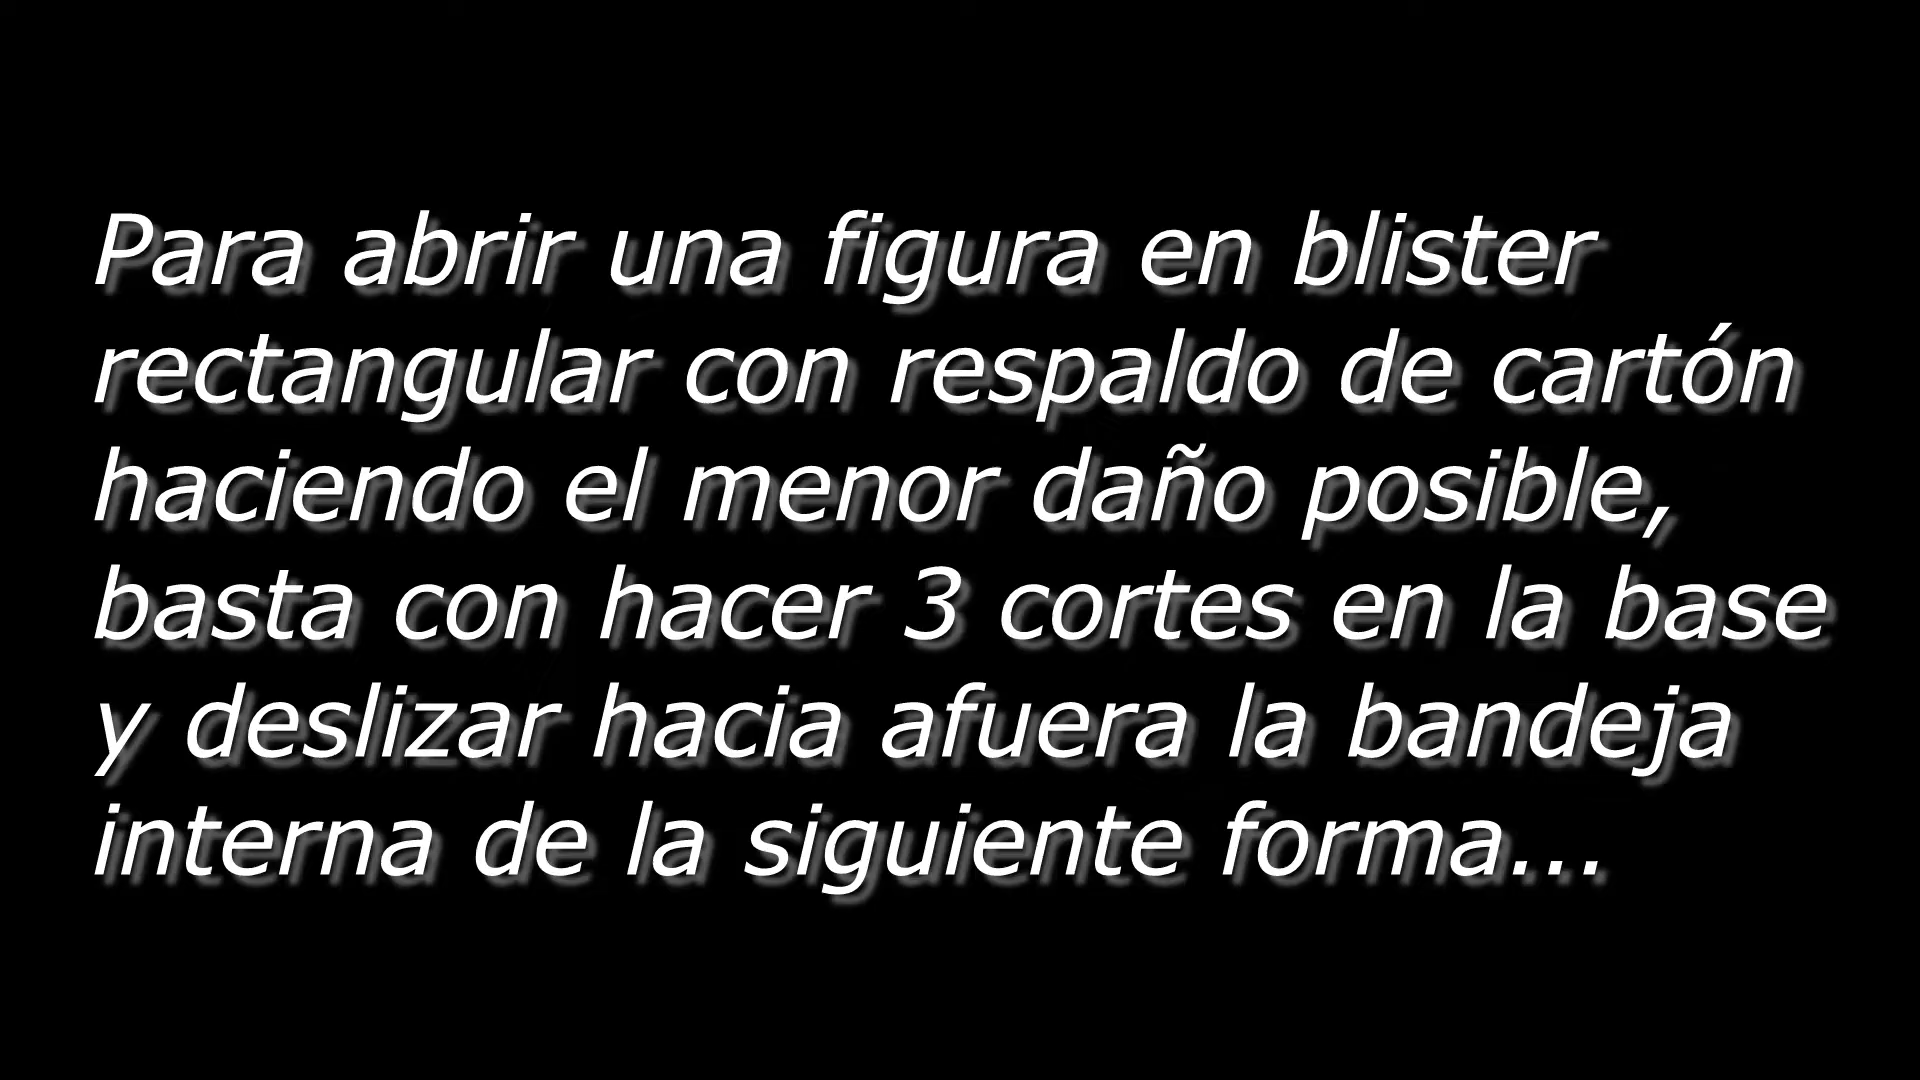 Para abrir una figura en blister
rectangular con respaldo de cartón
haciendo el menor daño posible,
basta con hacer 3 cortes en la base
y deslizar hacia afuera la bandeja
interna de la siguiente forma...